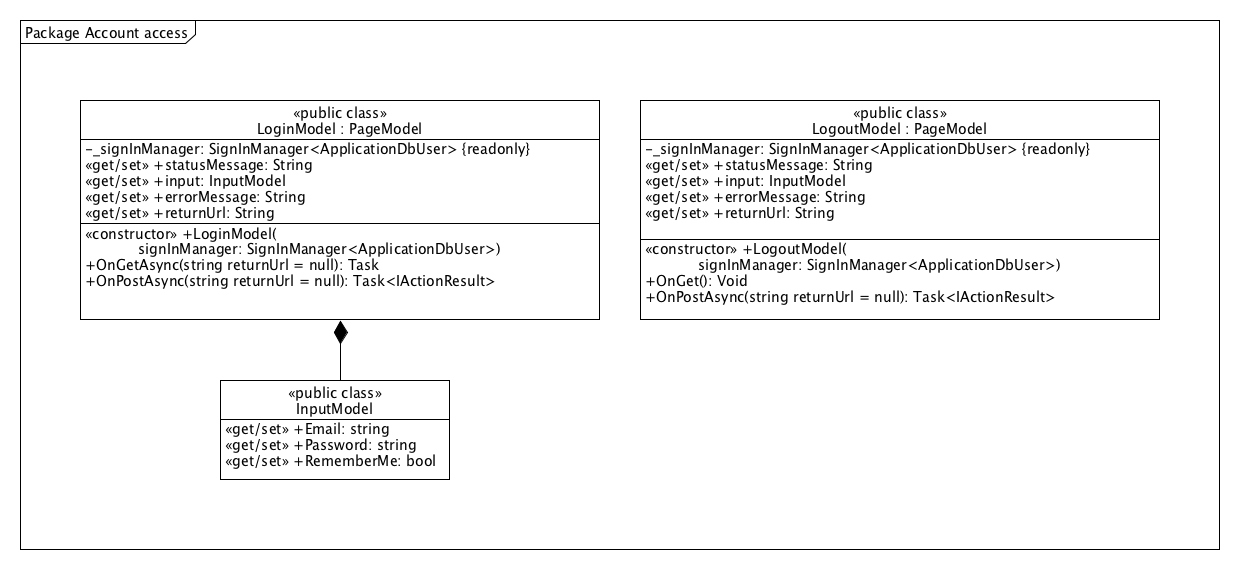 Package Account access
«public class»
LoginModel : PageModel
-_signInManager: SignInManager<ApplicationDbUser> {readonly}
«get/set» +statusMessage: String
«get/set» +input: InputModel
«get/set» +errorMessage: String
«get/set» +returnUrl: String
«constructor» +LoginModel(
signInManager: SignInManager<ApplicationDbUser>)
+OnGetAsync(string returnUrl = null): Task
+OnPostAsync(string returnUrl = null): Task<IActionResult>
«public class»
LogoutModel : PageModel
-_signInManager: SignInManager<ApplicationDbUser> {readonly}
«get/set» +statusMessage: String
«get/set» +input: InputModel
«get/set» +errorMessage: String
«get/set» +returnUrl: String
«constructor» +LogoutModel(
signInManager: SignInManager<ApplicationDbUser>)
+OnGet(): Void
+OnPostAsync(string returnUrl = null): Task<IActionResult>
«public class»
InputModel
«get/set» +Email: string
«get/set» +Password: string
«get/set» +RememberMe: bool